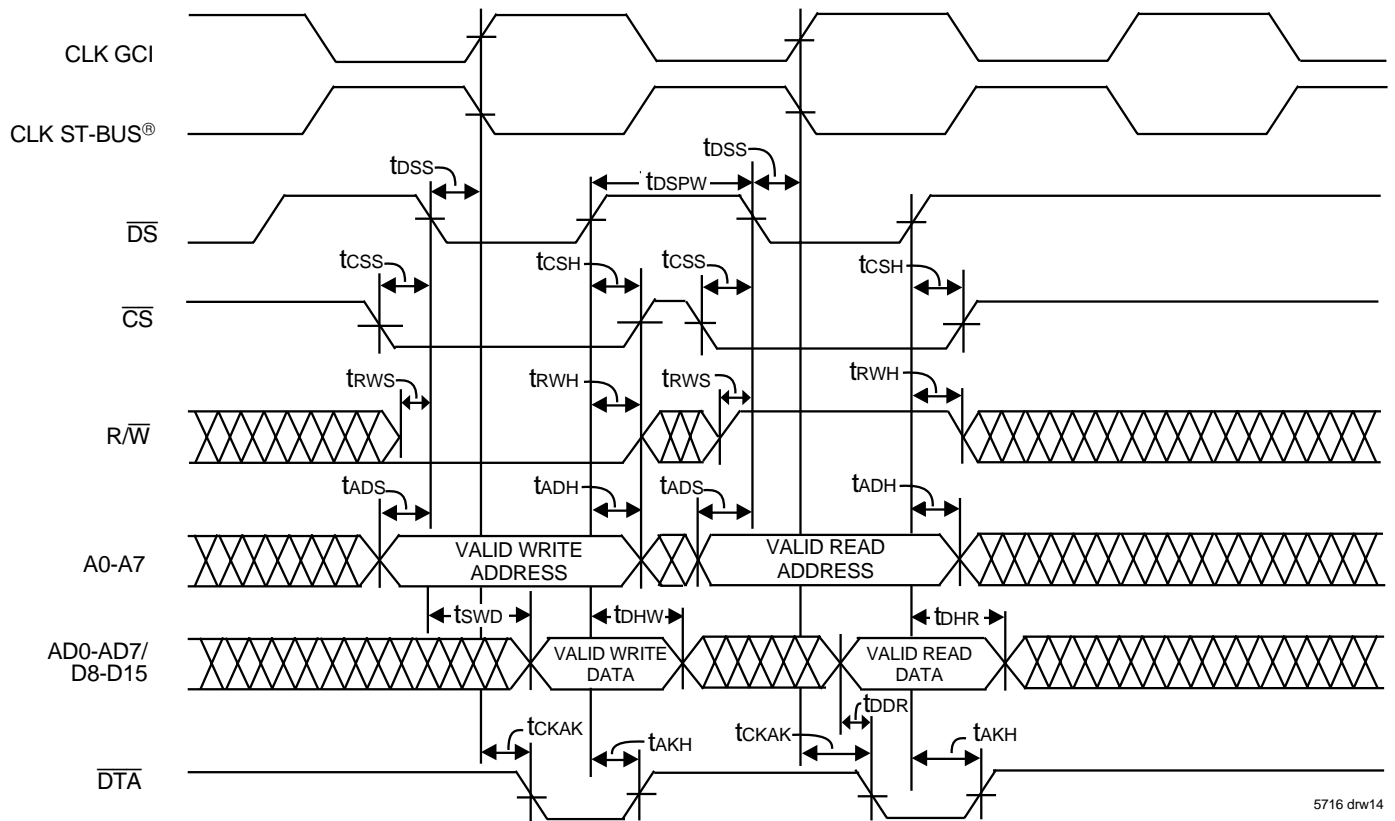 CLK GCI
CLK ST-BUS®
tDSS
tDSS
tDSPW
DS
tCSS
tCSH
tCSS
tCSH
CS
tRWS
tRWH
tRWS
tRWH
R/W
tADS
tADH
tADS
tADH
A0-A7
VALID WRITE
ADDRESS
VALID READ
ADDRESS
tSWD
tDHW
tDHR
AD0-AD7/
D8-D15
VALID WRITE
DATA
VALID READ
DATA
tDDR
tCKAK
tAKH
tCKAK
tAKH
DTA
5716 drw14